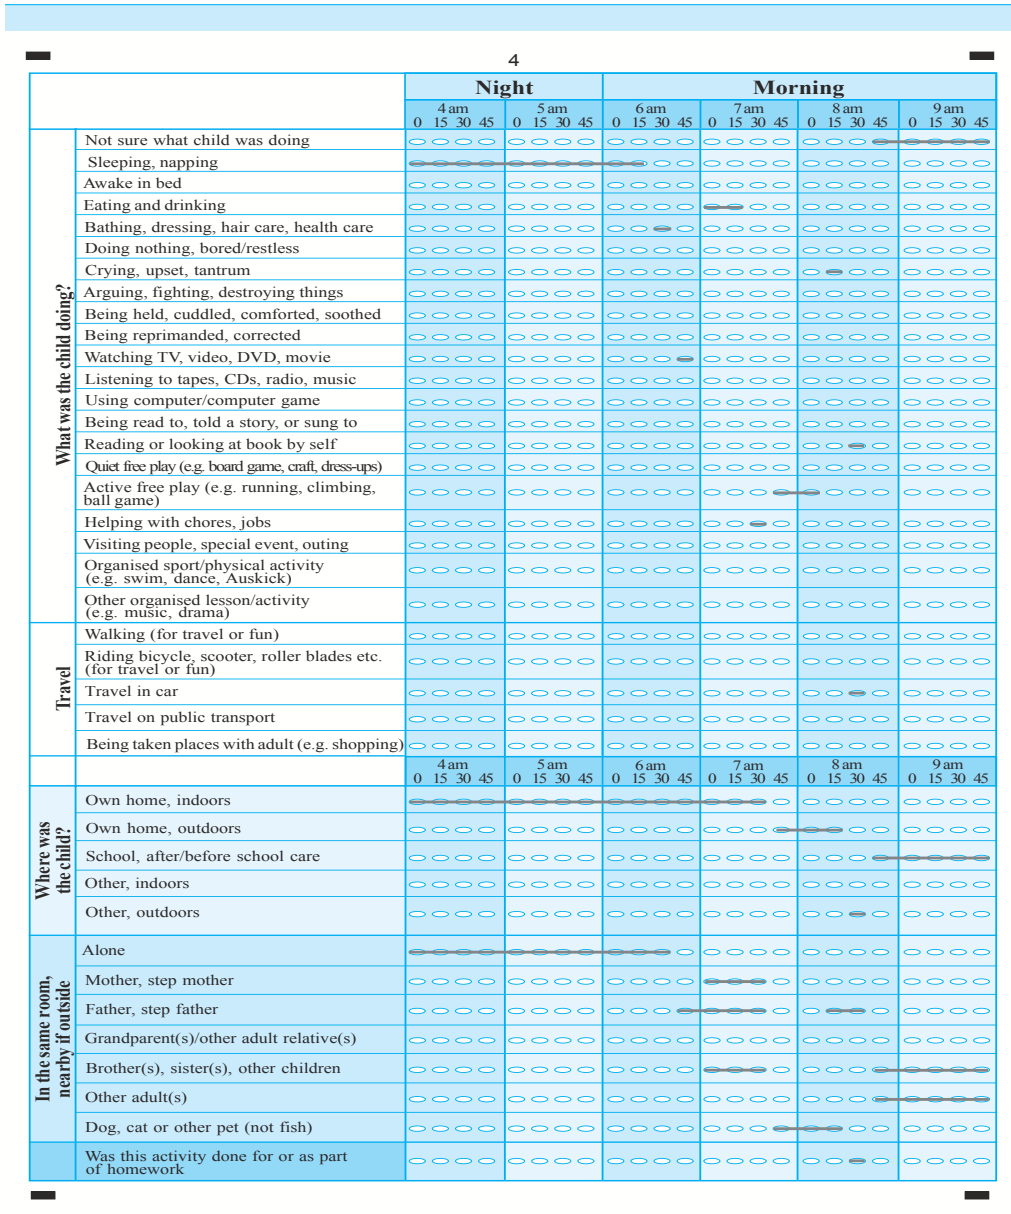 4
Night Morning
4 am 5 am 6 am 7 am 8 am 9 am
0 15 30 45 0 15 30 45 0 15 30 45 0 15 30 45 0 15 30 45 0 15 30 45
What was the child doing?
Not sure what child was doing
Sleeping, napping
Awake in bed
Eating and drinking
Bathing, dressing, hair care, health care
Doing nothing, bored/restless
Crying, upset, tantrum
Arguing, fighting, destroying things
Being held, cuddled, comforted, soothed
Being reprimanded, corrected
Watching TV, video, DVD, movie
Listening to tapes, CDs, radio, music
Using computer/computer game
Being read to, told a story, or sung to
Reading or looking at book by self
Quiet free play (e.g. board game, craft, dress-ups)
Active free play (e.g. running, climbing,
ball game)
Helping with chores, jobs
Visiting people, special event, outing
Organised sport/physical activity
(e.g. swim, dance, Auskick)
Other organised lesson/activity
(e.g. music, drama)
Travel
Walking (for travel or fun)
Riding bicycle, scooter, roller blades etc.
(for travel or fun)
Travel in car
Travel on public transport
Being taken places with adult (e.g. shopping)
4 am 5 am 6 am 7 am 8 am 9 am
0 15 30 45 0 15 30 45 0 15 30 45 0 15 30 45 0 15 30 45 0 15 30 45
Where was
the child?
Own home, indoors
Own home, outdoors
School, after/before school care
Other, indoors
Other, outdoors
In the same room,
nearby if outside
Alone
Mother, step mother
Father, step father
Grandparent(s)/other adult relative(s)
Brother(s), sister(s), other children
Other adult(s)
Dog, cat or other pet (not fish)
Was this activity done for or as part
of homework